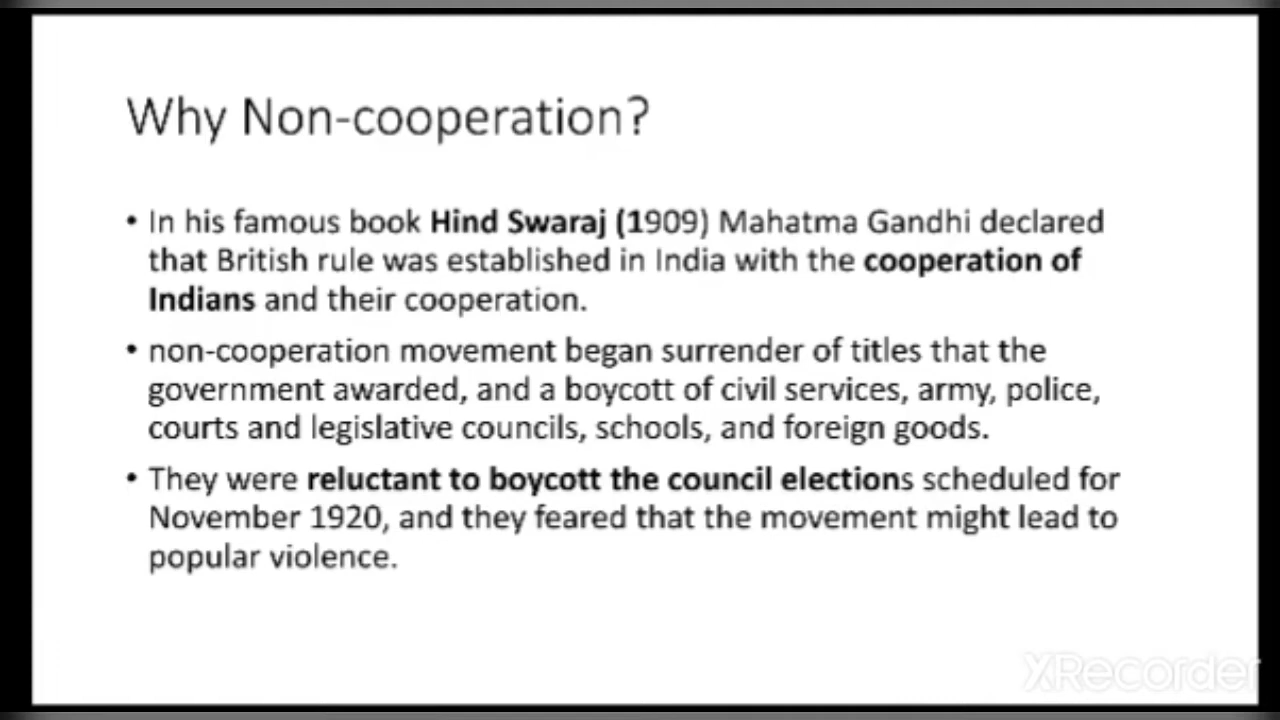 Why Non-cooperation?
• In his famous book Hind Swaraj (1909) Mahatma Gandhi declared
that British rule was established in India with the cooperation of
Indians and their cooperation.
• non-cooperation movement began surrender of titles that the
government awarded, and a boycott of civil services, army, police,
courts and legislative councils, schools, and foreign goods.
• They were reluctant to boycott the council elections scheduled for
November 1920, and they feared that the movement might lead to
popular violence.
XRecorder